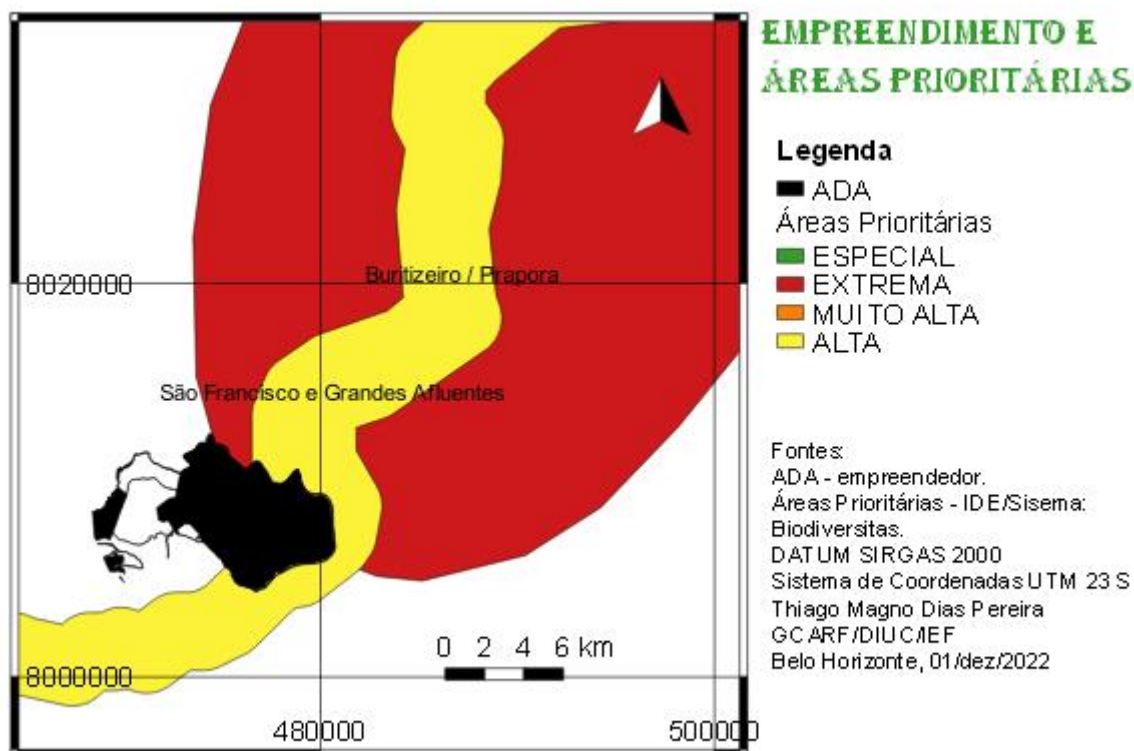 EMPREENDIMENTO E
ÁREAS PRIORITÁRIAS
Legenda
ADA
Áreas Prioritárias
ESPECIAL
EXTREMA
MUITO ALTA
ALTA
Buritizeiro / Prapora
8020000
São Francisco e Grandes Afluentes
0 2 4 6 km
8000000
480000
500000
Fontes:
ADA - empreendedor.
Áreas Prioritárias - IDE/Sisema:
Biodiversitas.
DATUM SIRGAS 2000
Sistema de Coordenadas UTM 23 S
Thiago Magno Dias Pereira
GCARF/DIUC/IEF
Belo Horizonte, 01/dez/2022